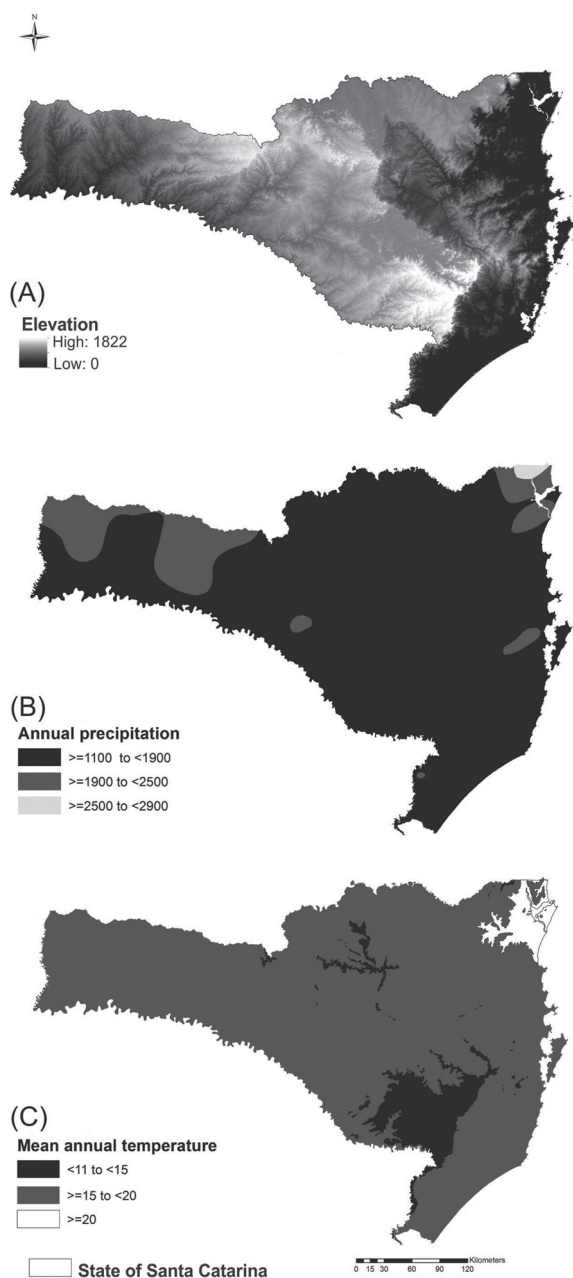 N
(A)
Elevation
High: 1822
Low: 0
(B)
Annual precipitation
>=1100 to <1900
>=1900 to <2500
>=2500 to <2900
(C)
Mean annual temperature
<11 to <15
>=15 to <20
>=20
State of Santa Catarina
Kilometers
0 15 30 60 90 120